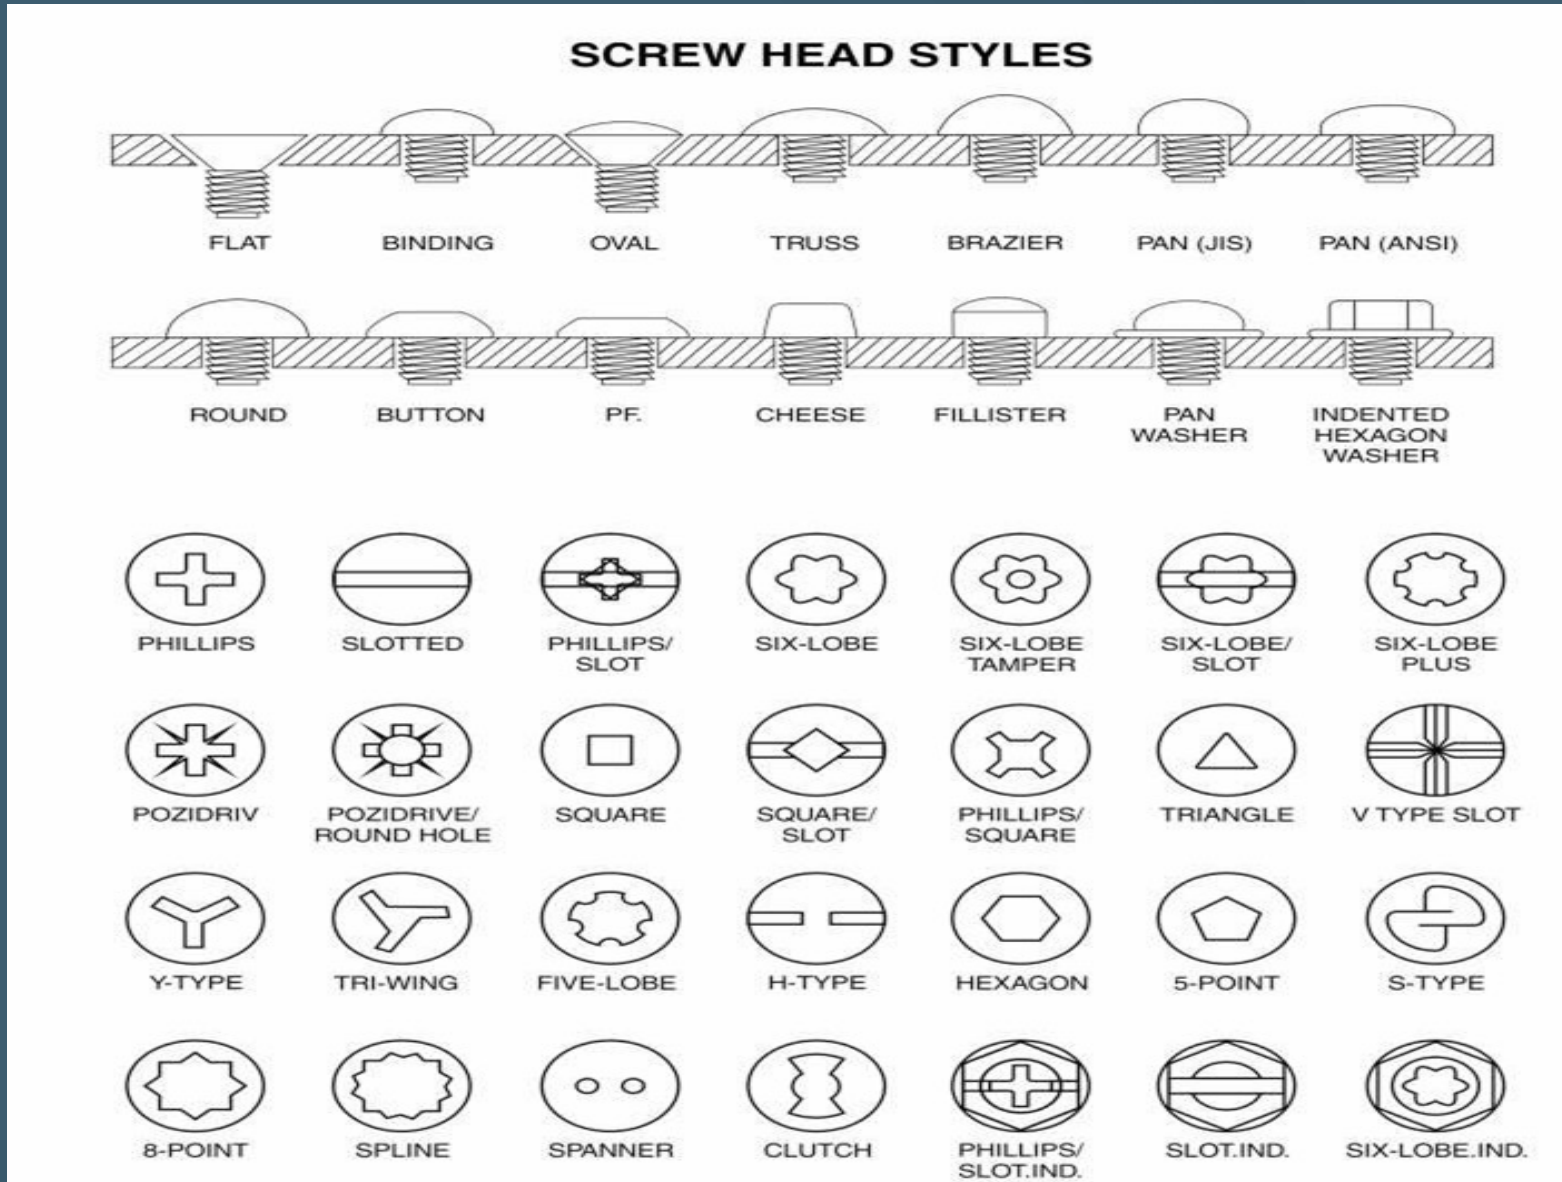 SCREW HEAD STYLES
FLAT
BINDING
OVAL
TRUSS
BRAZIER
PAN (JIS)
PAN (ANSI)
ROUND
BUTTON
PF.
CHEESE
FILLISTER
PAN
WASHER
INDENTED
HEXAGON
WASHER
PHILLIPS
SLOTTED
PHILLIPS/
SLOT
SIX-LOBE
SIX-LOBE
TAMPER
SIX-LOBE/
SLOT
SIX-LOBE
PLUS
POZIDRIV
POZIDRIVE/
ROUND HOLE
SQUARE
SQUARE/
SLOT
PHILLIPS/
SQUARE
TRIANGLE
V TYPE SLOT
Y-TYPE
TRI-WING
FIVE-LOBE
H-TYPE
HEXAGON
5-POINT
S-TYPE
8-POINT
SPLINE
SPANNER
CLUTCH
PHILLIPS/
SLOT.IND.
SLOT.IND.
SIX-LOBE.IND.